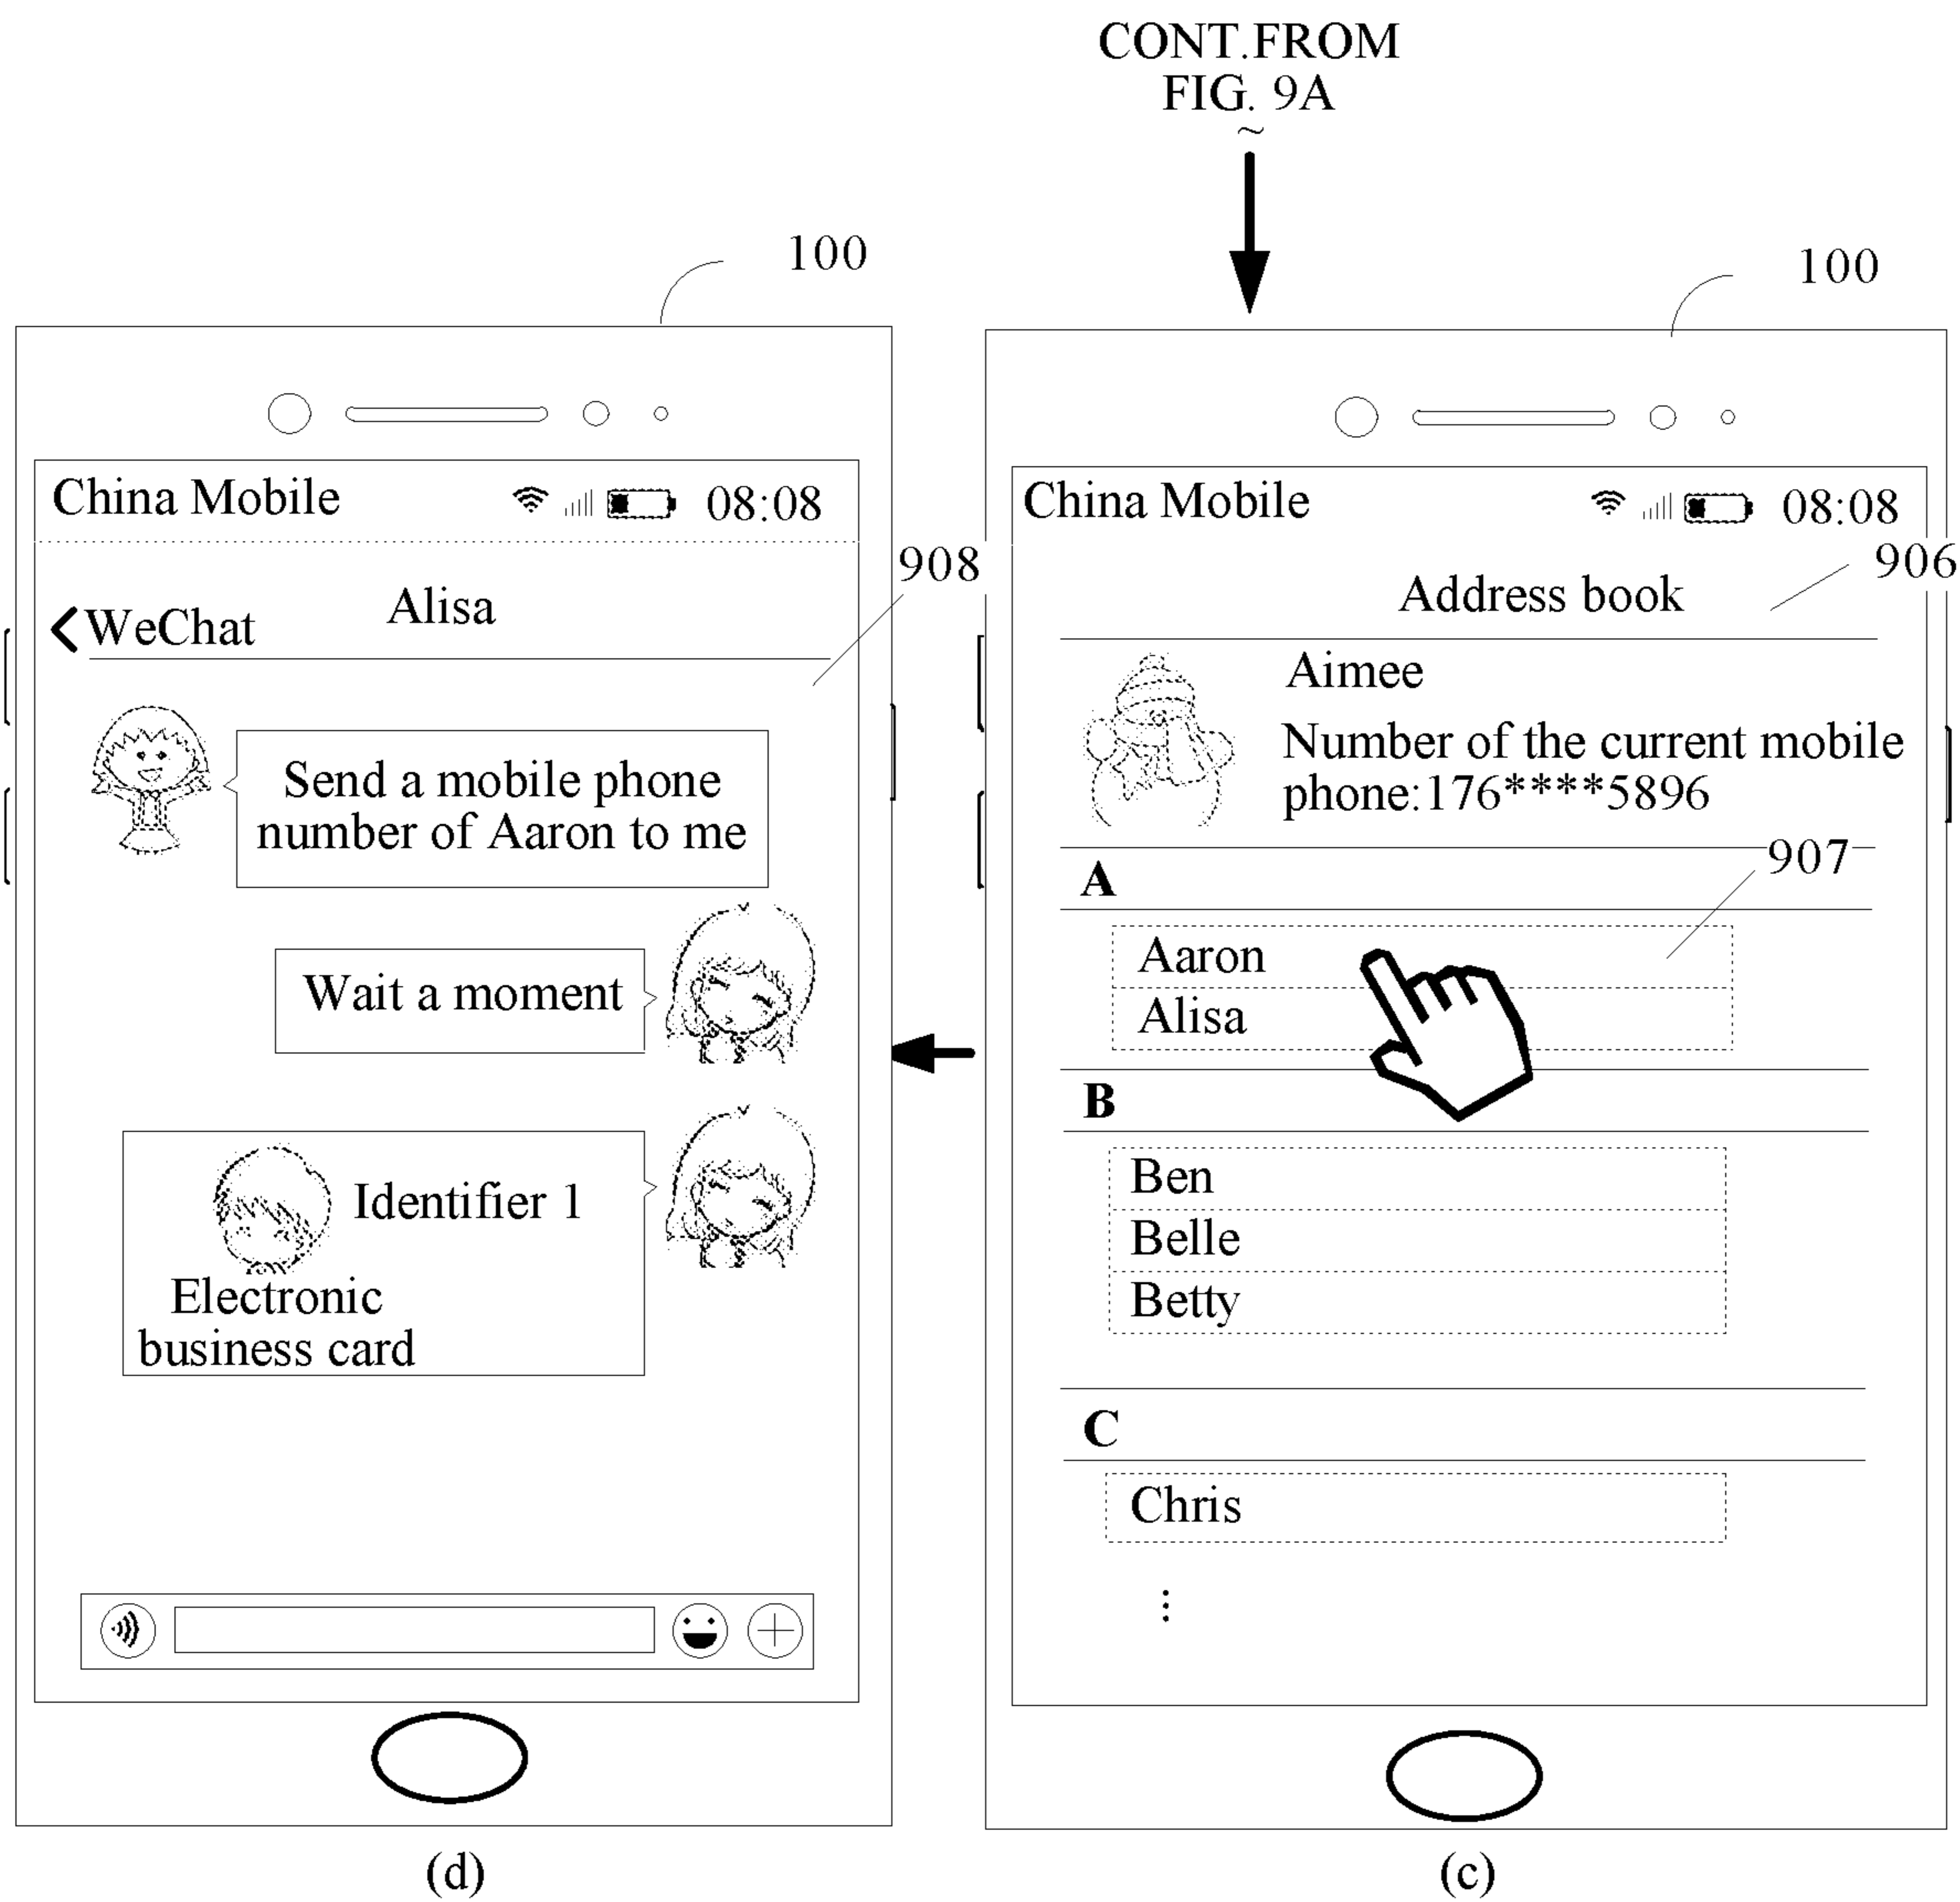 CONT.FROM
FIG. 9A
~
100
China Mobile
08:08
908
WeChat
Alisa
Send a mobile phone
number of Aaron to me
Wait a moment
Identifier 1
Electronic
business card
(d)
100
China Mobile
08:08
906
Address book
Aimee
Number of the current mobile
phone:176****5896
907
A
Aaron
Alisa
B
Ben
Belle
Betty
C
Chris
⋮
(c)